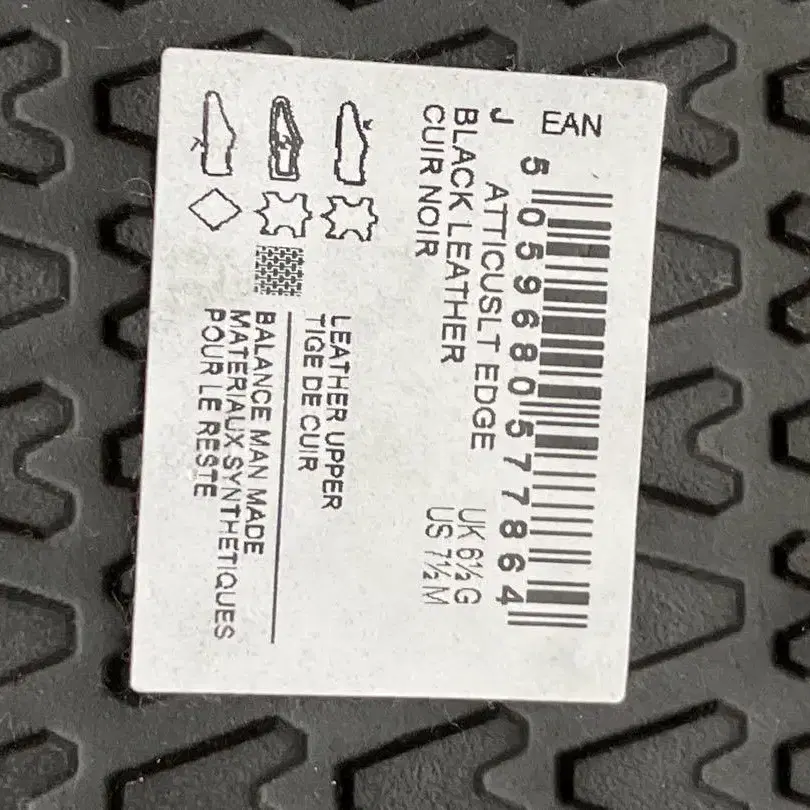 EAN
5 059680 577864
J ATTICUSLT EDGE
BLACK LEATHER UK 6½ G
CUIR NOIR US 7½ M
LEATHER UPPER
TIGE DE CUIR
BALANCE MAN MADE
MATERIAUX SYNTHETIQUES
POUR LE RESTE